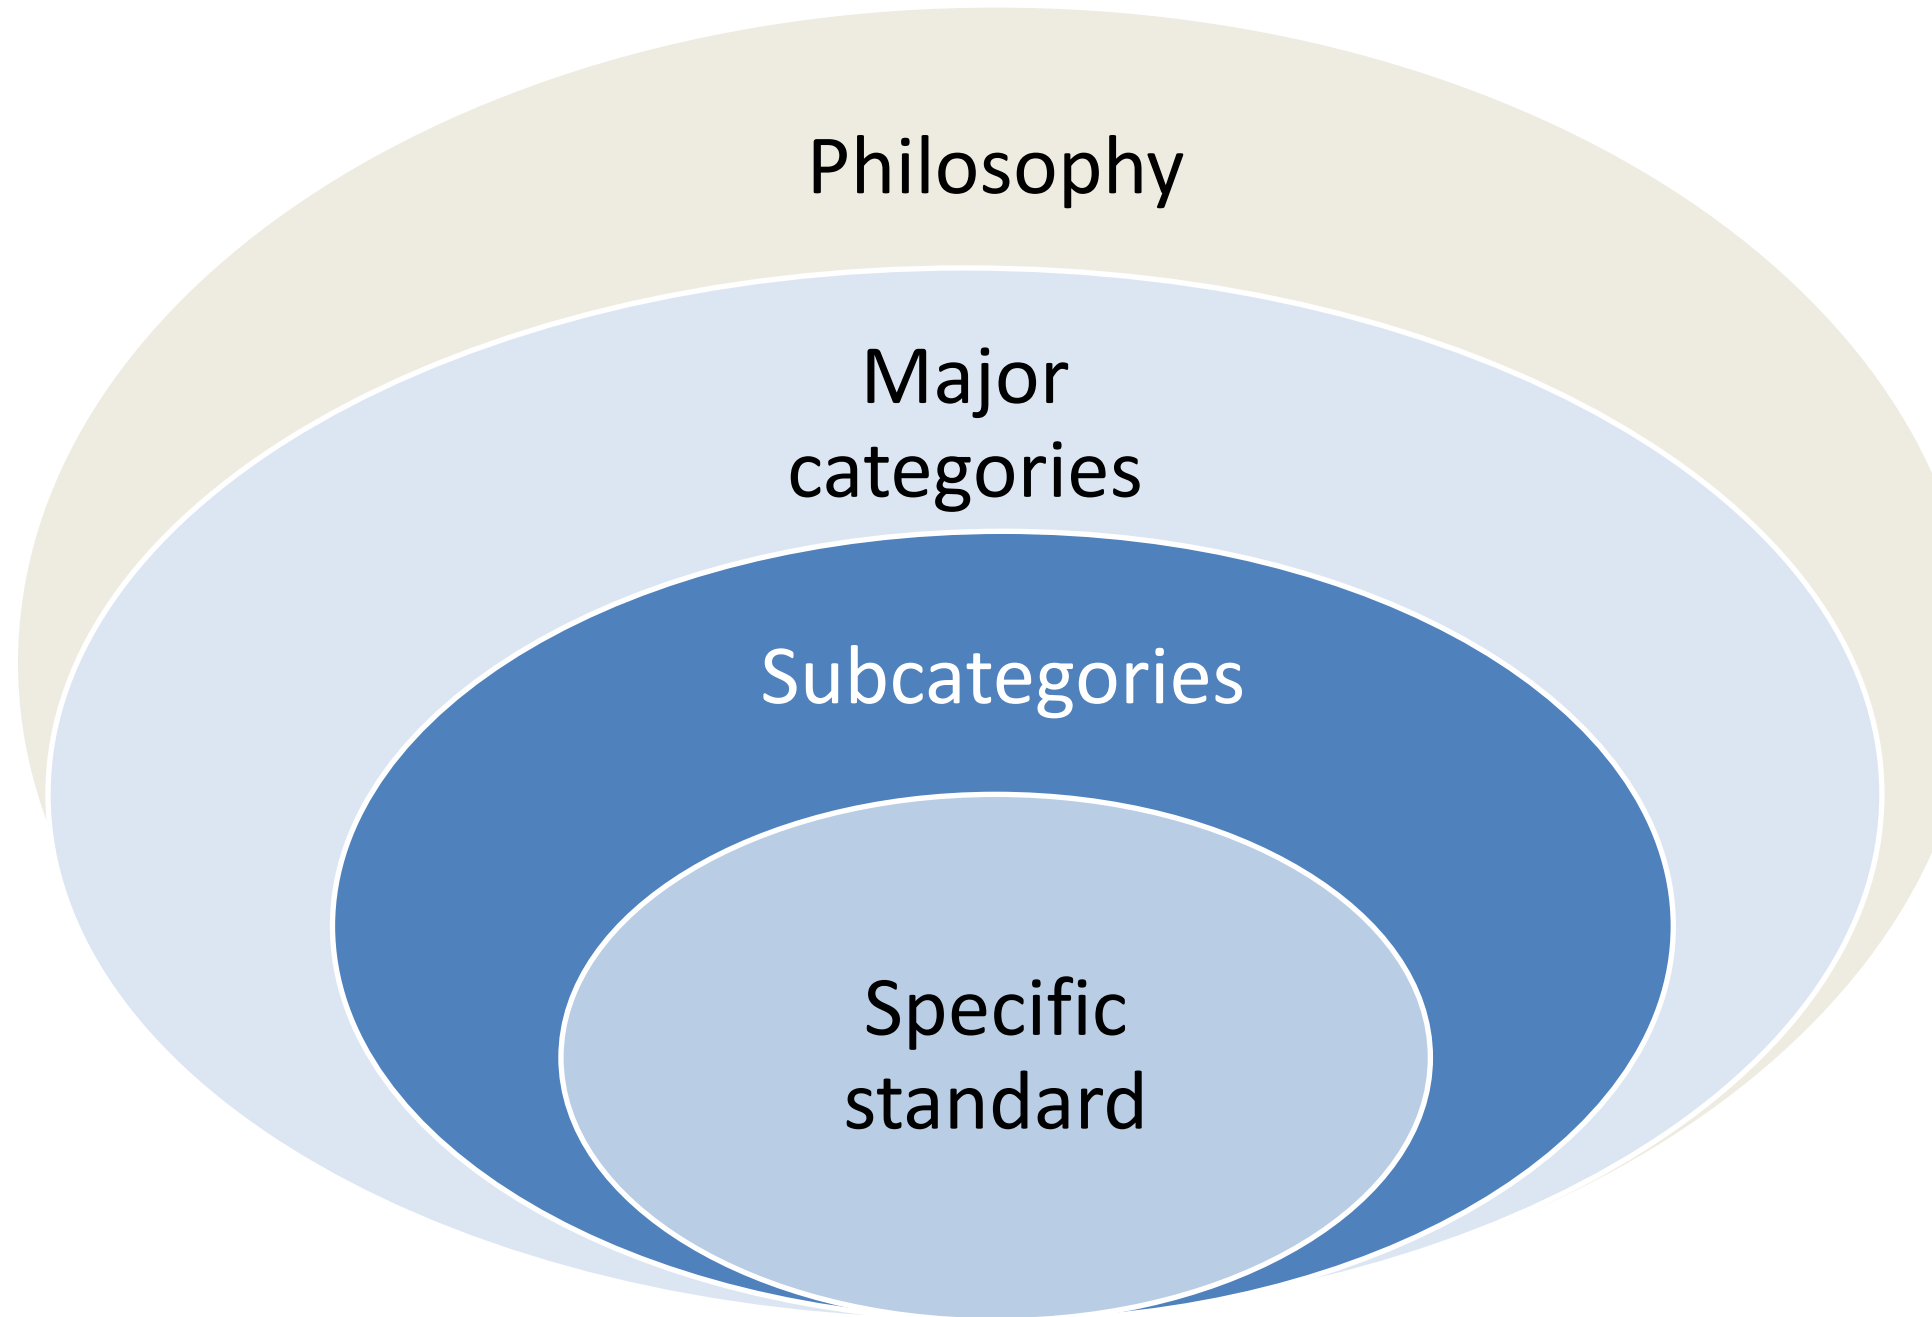 Philosophy
Major
categories
Subcategories
Specific
standard